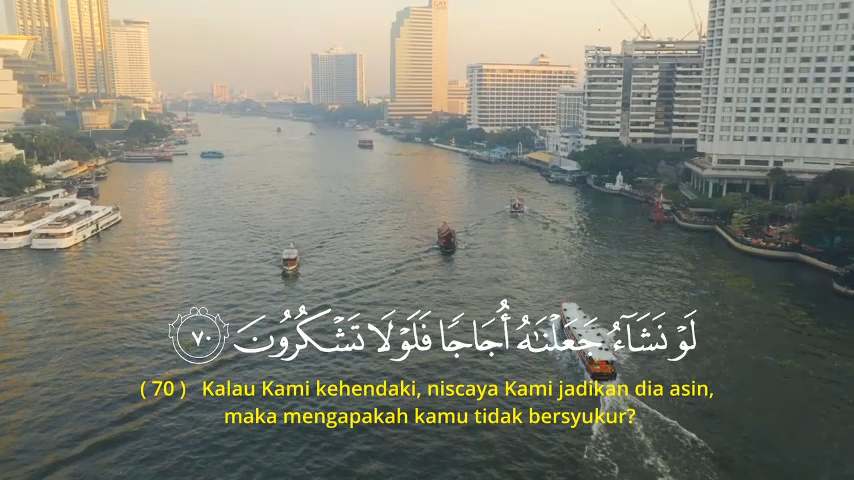 لَوْ نَشَآءُ جَعَلْنَٰهُ أُجَاجًا فَلَوْلَا تَشْكُرُونَ ٧٠
( 70 ) Kalau Kami kehendaki, niscaya Kami jadikan dia asin,
maka mengapakah kamu tidak bersyukur?